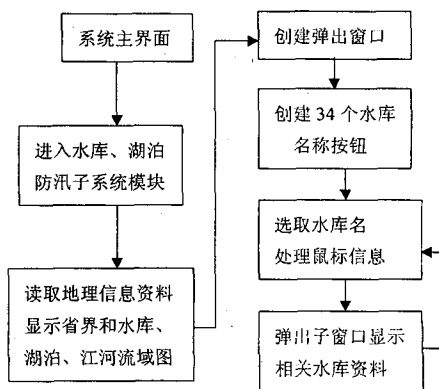 系统主界面
进入水库、湖泊
防汛子系统模块
读取地理信息资料
显示省界和水库、
湖泊、江河流域图
创建弹出窗口
创建 34 个水库
名称按钮
选取水库名
处理鼠标信息
弹出子窗口显示
相关水库资料